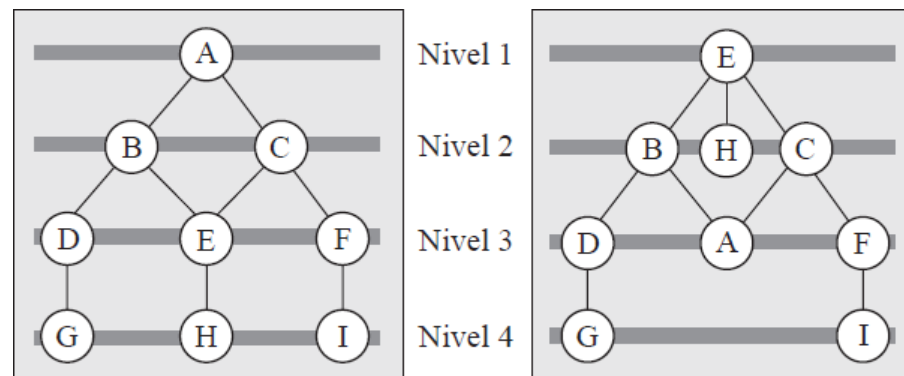 A Nivel 1 E
B C Nivel 2 B H C
D E F Nivel 3 D A F
G H I Nivel 4 G I